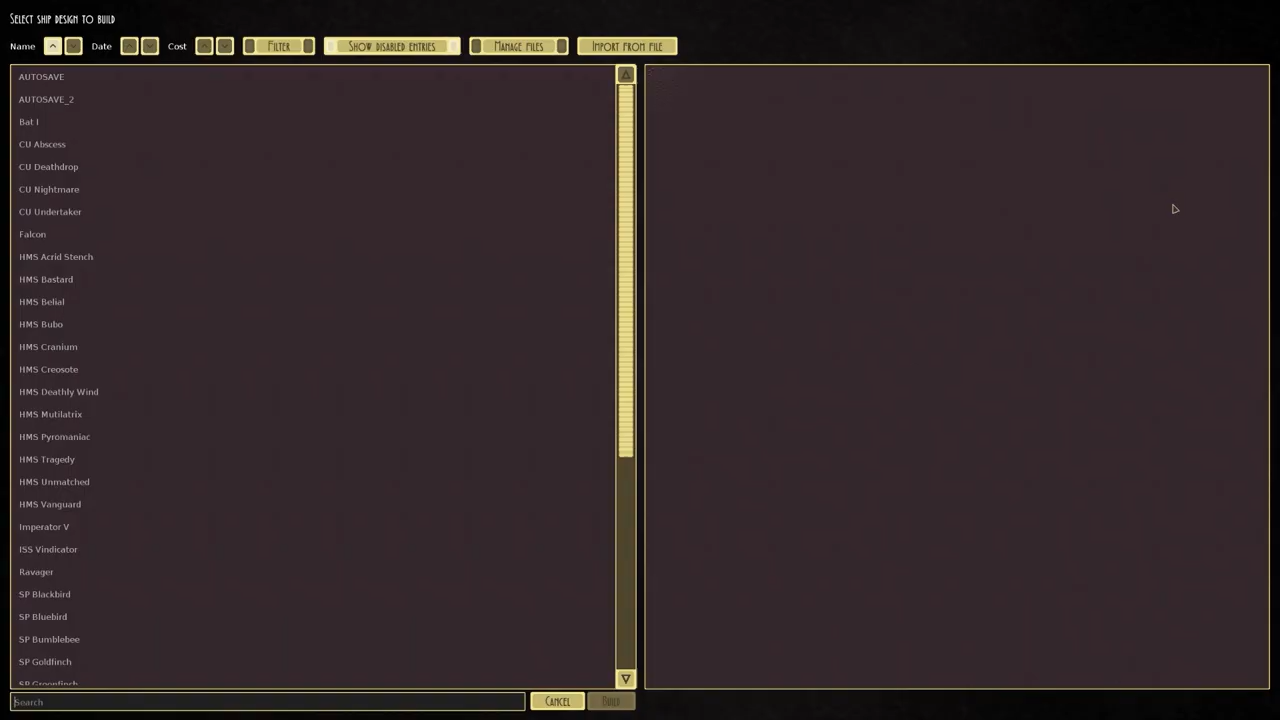 Select ship design to build
Name Date Cost Filter Show disabled entries Manage files Import from file
AUTOSAVE
AUTOSAVE_2
Bat I
CU Abscess
CU Deathdrop
CU Nightmare
CU Undertaker
Falcon
HMS Acrid Stench
HMS Bastard
HMS Belial
HMS Bubo
HMS Cranium
HMS Creosote
HMS Deathly Wind
HMS Mutilatrix
HMS Pyromaniac
HMS Tragedy
HMS Unmatched
HMS Vanguard
Imperator V
ISS Vindicator
Ravager
SP Blackbird
SP Bluebird
SP Bumblebee
SP Goldfinch
SP Greenfinch
Search Cancel Build